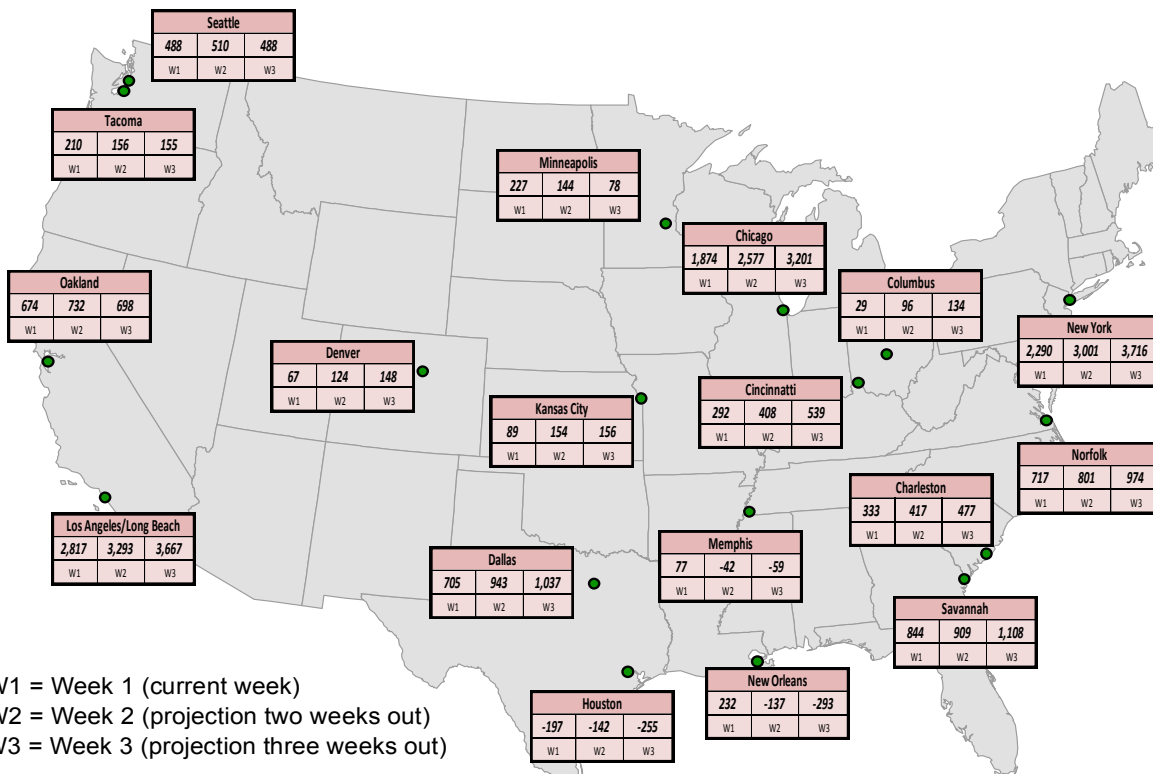 Seattle
488 510 488
W1 W2 W3
Tacoma
210 156 155
W1 W2 W3
Minneapolis
227 144 78
W1 W2 W3
Chicago
1,874 2,577 3,201
W1 W2 W3
Oakland
674 732 698
W1 W2 W3
Columbus
29 96 134
W1 W2 W3
New York
2,290 3,001 3,716
W1 W2 W3
Denver
67 124 148
W1 W2 W3
Cincinnatti
292 408 539
W1 W2 W3
Kansas City
89 154 156
W1 W2 W3
Norfolk
717 801 974
W1 W2 W3
Charleston
333 417 477
W1 W2 W3
Los Angeles/Long Beach
2,817 3,293 3,667
W1 W2 W3
Memphis
77 -42 -59
W1 W2 W3
Dallas
705 943 1,037
W1 W2 W3
Savannah
844 909 1,108
W1 W2 W3
New Orleans
232 -137 -293
W1 W2 W3
Houston
-197 -142 -255
W1 W2 W3
W1 = Week 1 (current week)
W2 = Week 2 (projection two weeks out)
W3 = Week 3 (projection three weeks out)